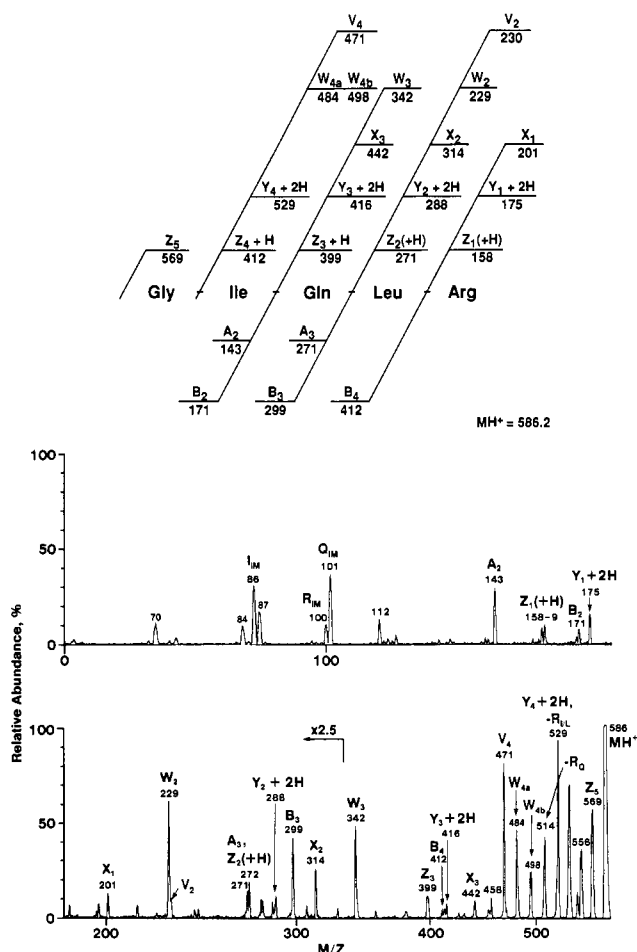 V4 V2
471 230
W4a W4b W3 W2
484 498 342 229
X3 X2 X1
442 314 201
Y4 + 2H Y3 + 2H Y2 + 2H Y1 + 2H
529 416 288 175
Z5 Z4 + H Z3 + H Z2(+H) Z1(+H)
569 412 399 271 158
Gly - Ile - Gln - Leu - Arg
A2 A3
143 271
B2 B3 B4
171 299 412
MH+ = 586.2
Relative Abundance, %
100
50
0
70
84
IIM
86
87
RIM
100
QIM
101
112
A2
143
Z1(+H)
158-9
B2
171
Y1 + 2H
175
0 100
100
50
0
x2.5
X1
201
W2
229
V2
A3,
Z2(+H)
272
271
Y2 + 2H
288
B3
299
X2
314
W3
342
Z3
399
B4
412
Y3 + 2H
416
X3
442
458
V4
471
W4a
484
W4b
498
514
-RQ
Y4 + 2H,
-RI/L
529
556
Z5
569
586
MH+
200 300 400 500
M/Z